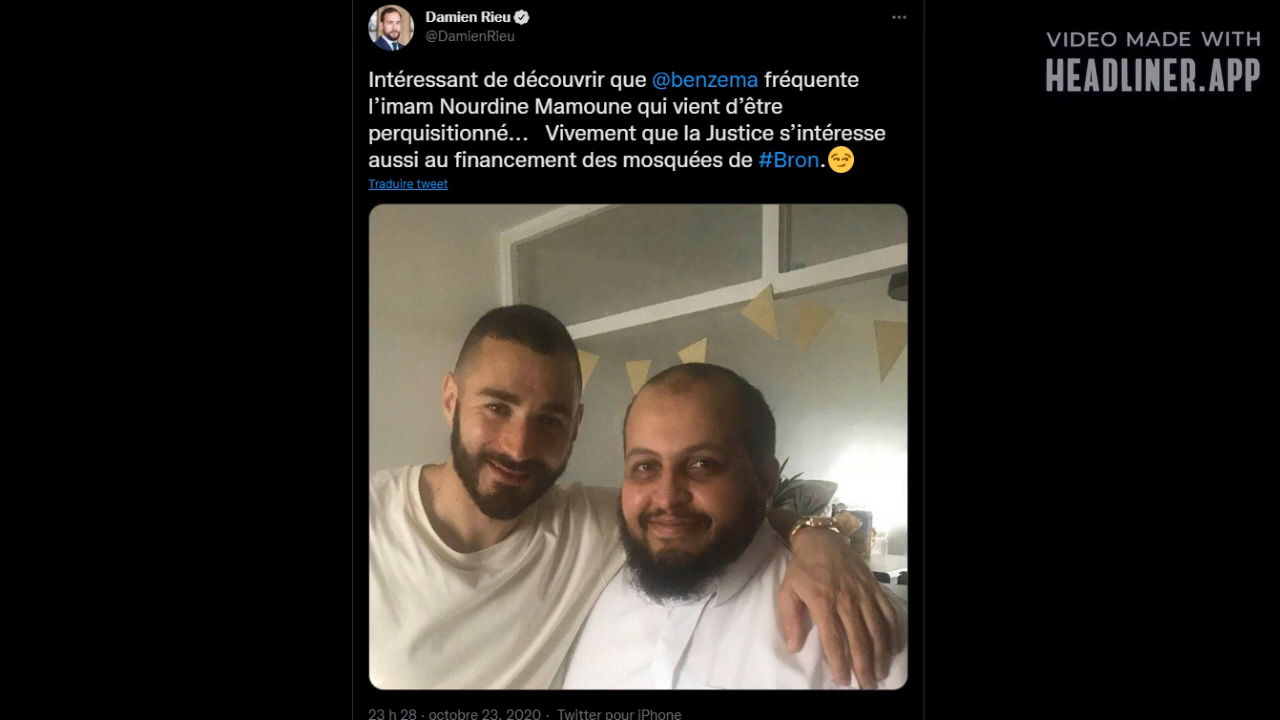 Damien Rieu
@DamienRieu
VIDEO MADE WITH
HEADLINER.APP
Intéressant de découvrir que @benzema fréquente
l’imam Nourdine Mamoune qui vient d’être
perquisitionné... Vivement que la Justice s’intéresse
aussi au financement des mosquées de #Bron.😏
Traduire tweet
23 h 28 · octobre 23, 2020 · Twitter pour iPhone